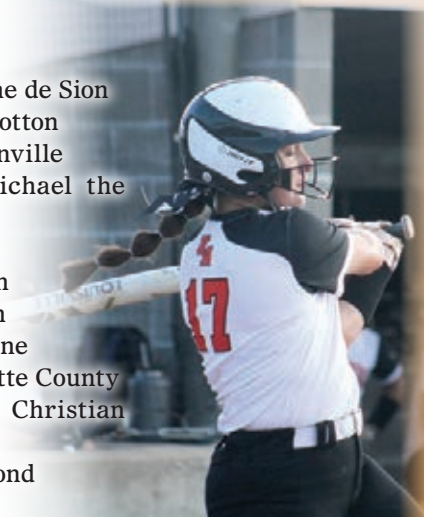 ne de Sion
otton
nville
ichael the
n
n
ne
tte County
Christian
ond
17